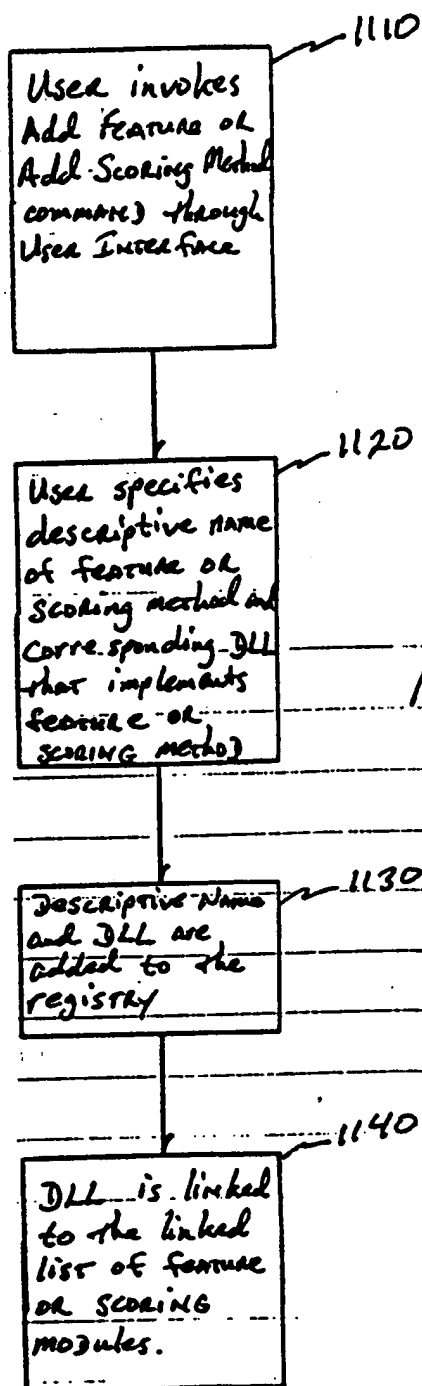 1110
User invokes
Add Feature or
Add Scoring Method
command) through
User Interface
1120
User specifies
descriptive name
of feature or
scoring method and
corresponding DLL
that implements
feature or
scoring method)
1130
Descriptive Name
and DLL are
added to the
registry
1140
DLL is linked
to the linked
list of feature
or scoring
modules.